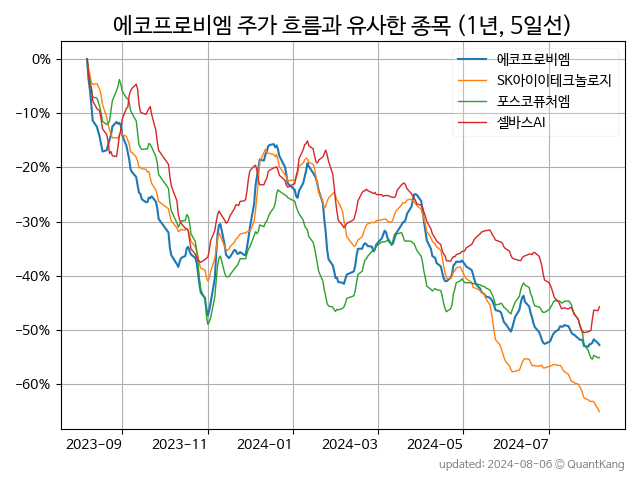 에코프로비엠 주가 흐름과 유사한 종목 (1년, 5일선)
에코프로비엠
SK아이이테크놀로지
포스코퓨처엠
셀바스AI
0%
−10%
−20%
−30%
−40%
−50%
−60%
2023-09
2023-11
2024-01
2024-03
2024-05
2024-07
updated: 2024-08-06 © QuantKang